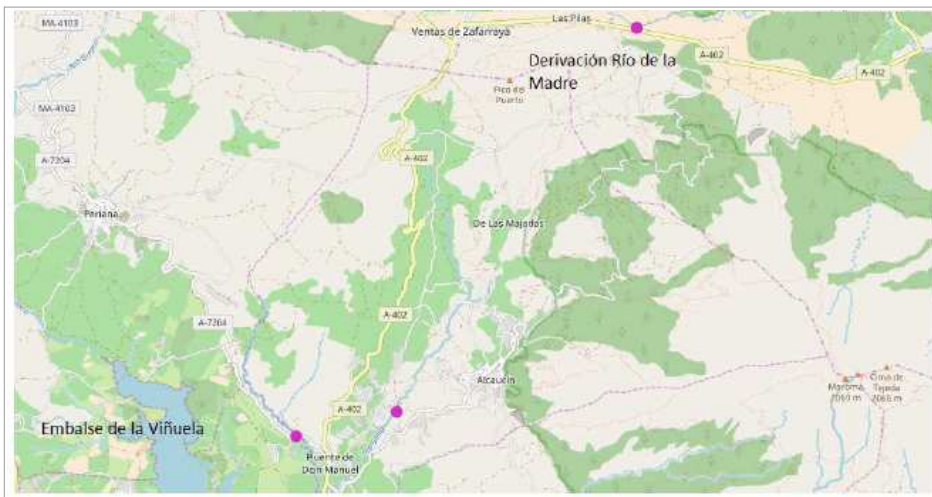 MA-4103
Las Pilas
Ventas de Zafarraya
A-402
Derivación Río de la
Madre
A-402
Pico del
Puerto
MA-4103
A-402
A-7204
Periana
De Las Majadas
A-402
A-7204
Alcaucín
Maroma
Cima de
Tejeda
A-402
Embalse de la Viñuela
Puente de
Don Manuel